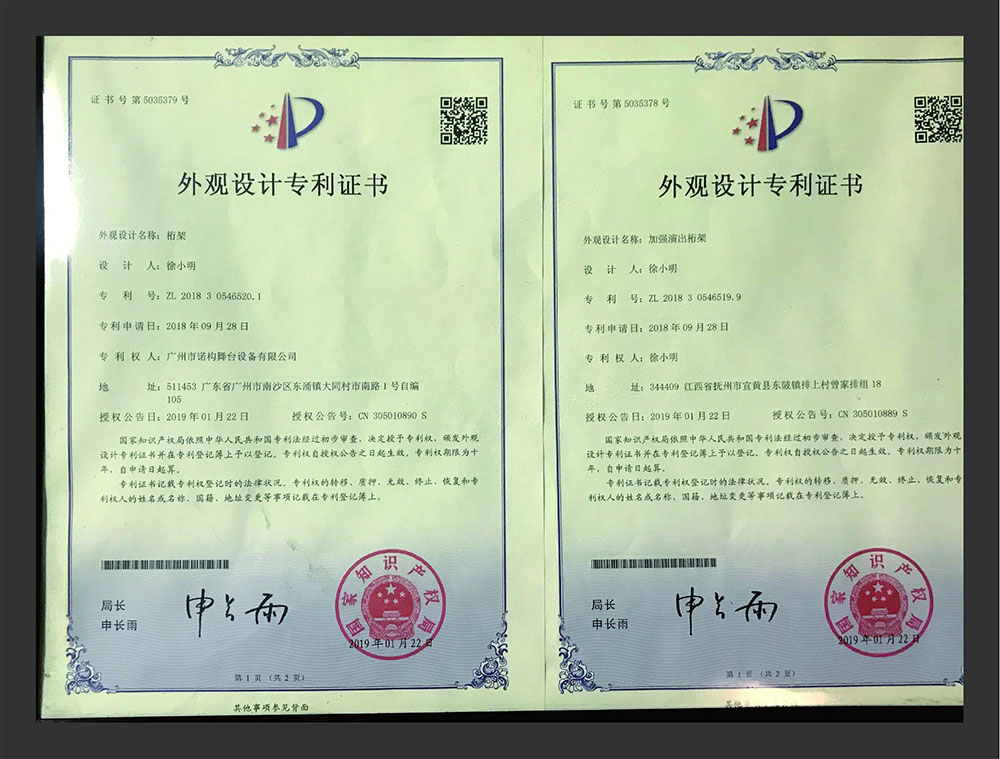 证书号第5035379号
外观设计专利证书
外观设计名称：桁架
设计人：徐小明
专利号：ZL 2018 3 0546520.1
专利申请日：2018年09月28日
专利权人：广州市诺构舞台设备有限公司
地址：511453 广东省广州市南沙区东涌镇大同村市南路1号自编
105
授权公告日：2019年01月22日 授权公告号：CN 305010890 S
国家知识产权局依照中华人民共和国专利法经过初步审查，决定授予专利权，颁发外观
设计专利证书并在专利登记簿上予以登记。专利权自授权公告之日起生效。专利权期限为十
年，自申请日起算。
专利证书记载专利权登记时的法律状况。专利权的转移、质押、无效、终止、恢复和专
利权人的姓名或名称、国籍、地址变更等事项记载在专利登记簿上。
局长
申长雨
申长雨
国家知识产权局
2019年01月22日
第1页（共2页）
其他事项参见背面
证书号第5035378号
外观设计专利证书
外观设计名称：加强演出桁架
设计人：徐小明
专利号：ZL 2018 3 0546519.9
专利申请日：2018年09月28日
专利权人：徐小明
地址：344409 江西省抚州市宜黄县东陂镇排上村曾家排组18
授权公告日：2019年01月22日 授权公告号：CN 305010889 S
国家知识产权局依照中华人民共和国专利法经过初步审查，决定授予专利权，颁发外观
设计专利证书并在专利登记簿上予以登记。专利权自授权公告之日起生效。专利权期限为十
年，自申请日起算。
专利证书记载专利权登记时的法律状况。专利权的转移、质押、无效、终止、恢复和专
利权人的姓名或名称、国籍、地址变更等事项记载在专利登记簿上。
局长
申长雨
申长雨
国家知识产权局
2019年01月22日
第1页（共2页）